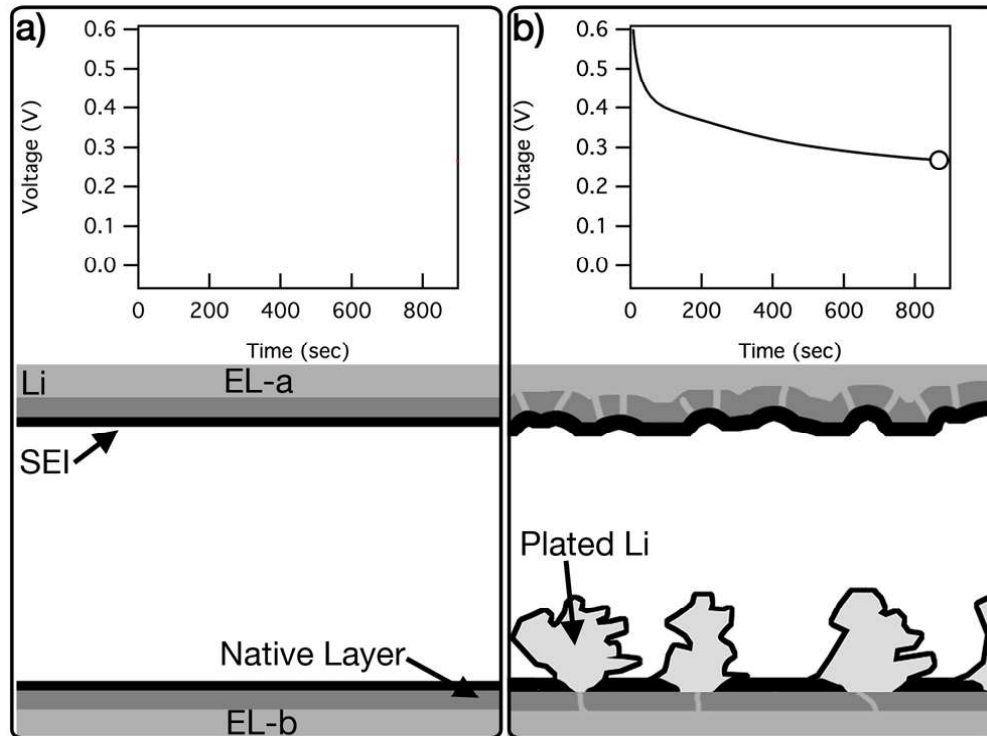 a)
0.6
0.5
0.4
0.3
0.2
0.1
0.0
Voltage (V)
0 200 400 600 800
Time (sec)
Li
EL-a
SEI
Native Layer
EL-b
b)
0.6
0.5
0.4
0.3
0.2
0.1
0.0
Voltage (V)
0 200 400 600 800
Time (sec)
Plated Li